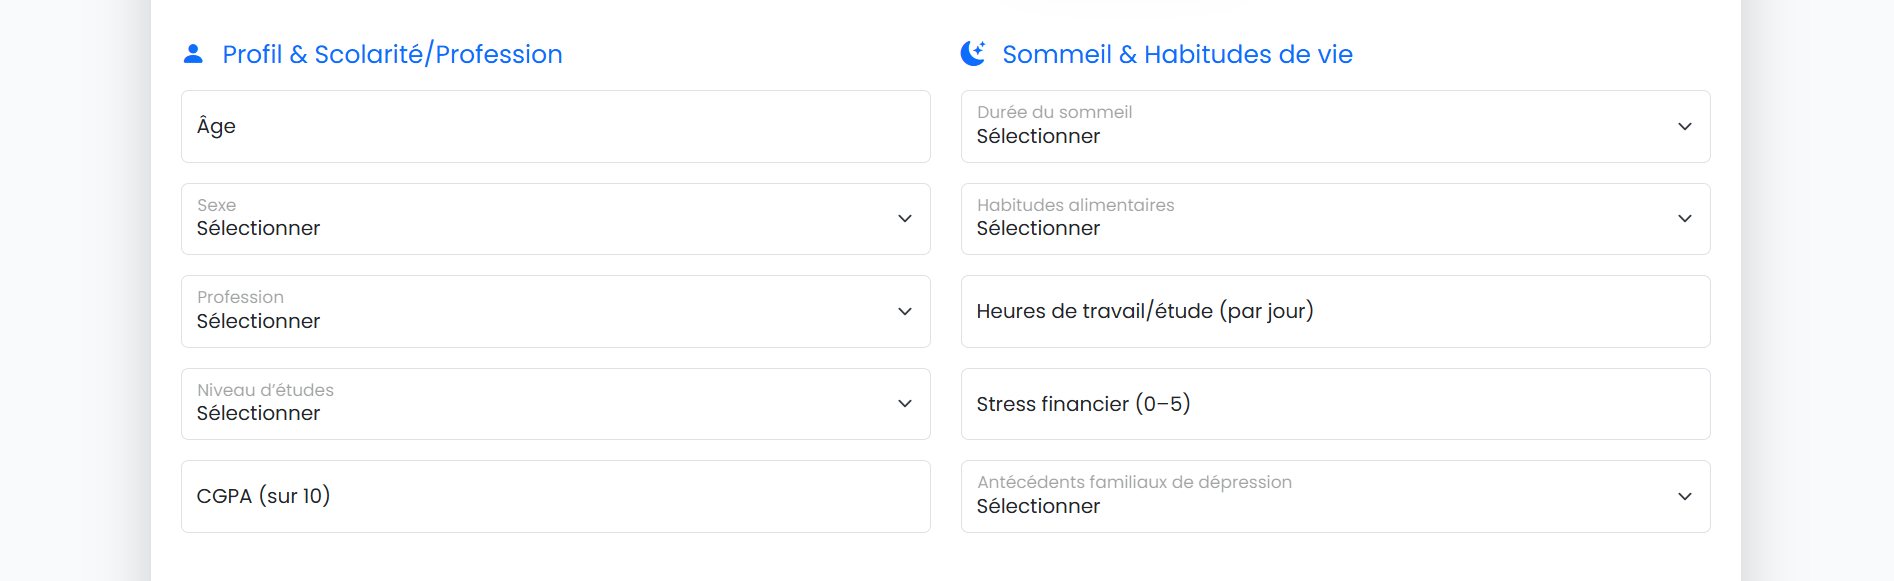 Profil & Scolarité/Profession
Âge
Sexe
Sélectionner
Profession
Sélectionner
Niveau d’études
Sélectionner
CGPA (sur 10)
Sommeil & Habitudes de vie
Durée du sommeil
Sélectionner
Habitudes alimentaires
Sélectionner
Heures de travail/étude (par jour)
Stress financier (0–5)
Antécédents familiaux de dépression
Sélectionner